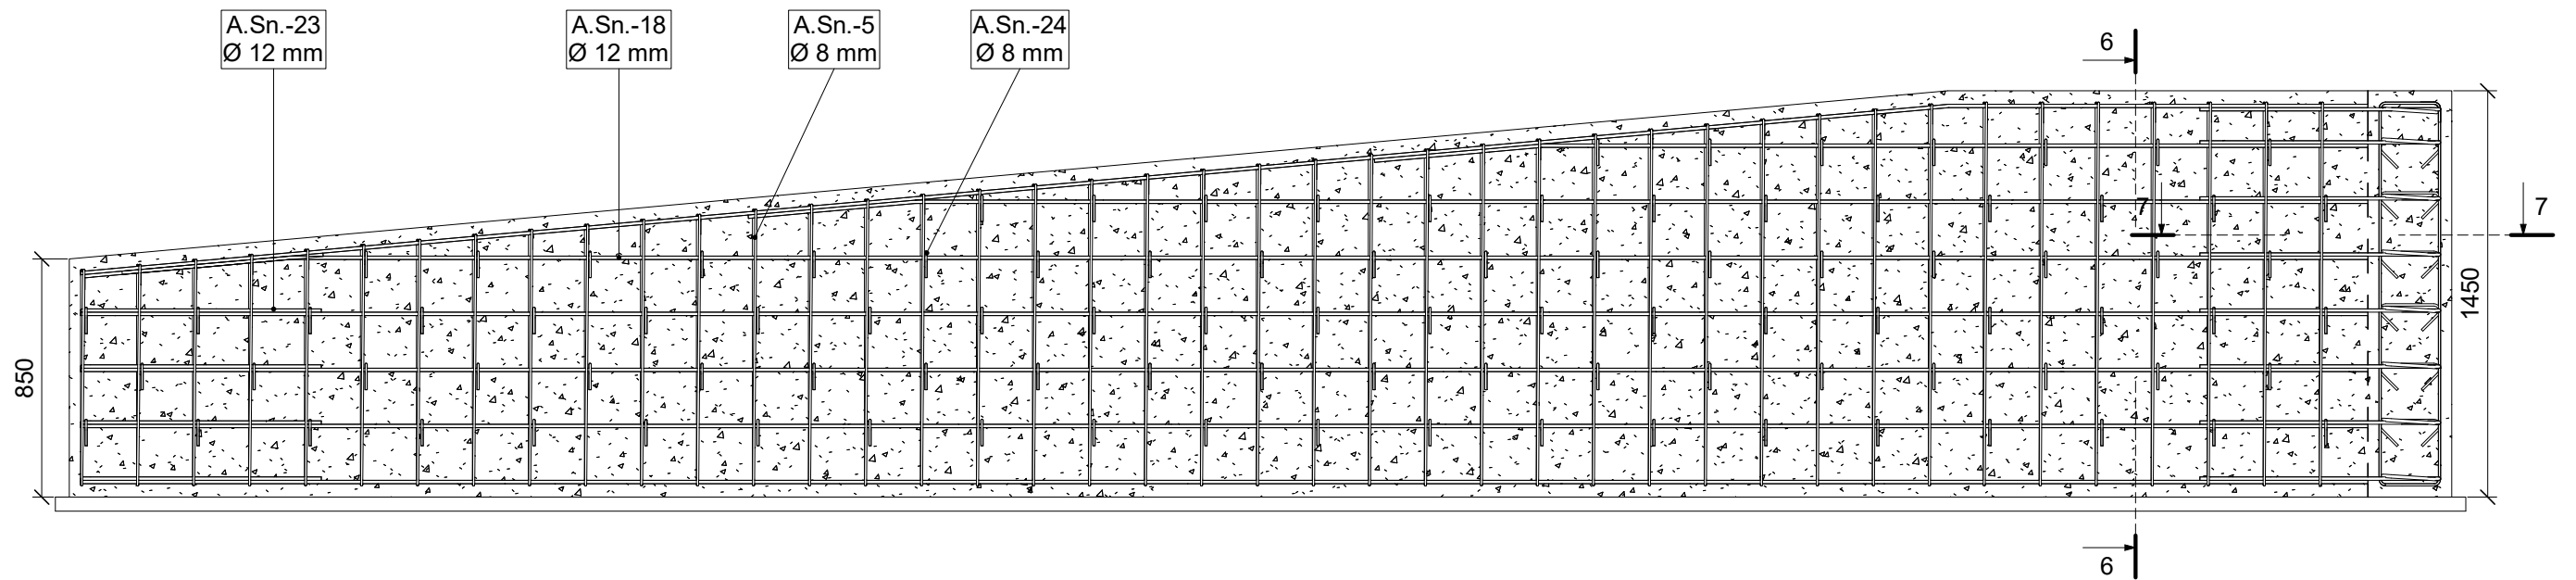 A.Sn.-23
Ø 12 mm
A.Sn.-18
Ø 12 mm
A.Sn.-5
Ø 8 mm
A.Sn.-24
Ø 8 mm
6
7
7
850
1450
6